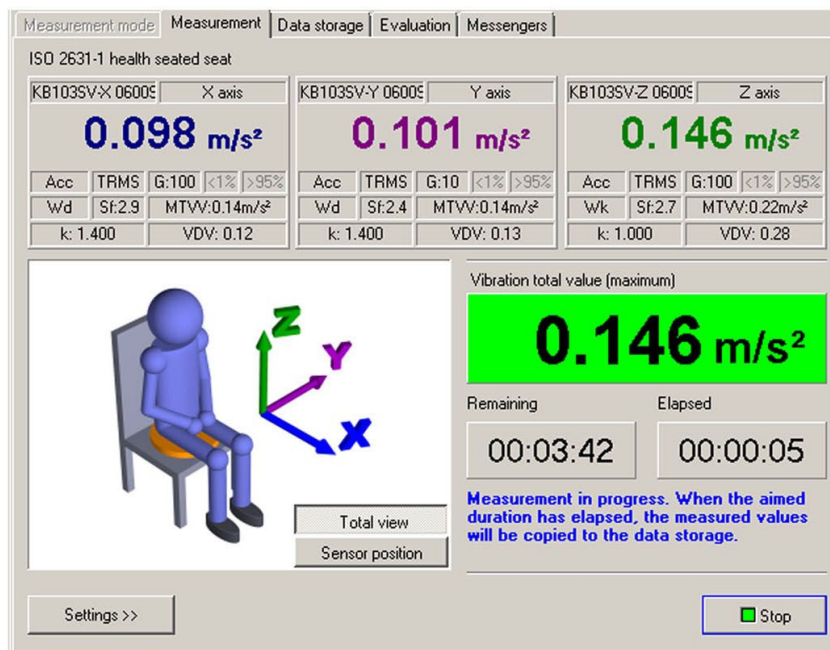 Measurement mode Measurement Data storage Evaluation Messengers
ISO 2631-1 health seated seat
KB103SV-X 06009 X axis
0.098 m/s²
Acc TRMS G:100 <1% >95%
Wd Sf:2.9 MTVV:0.14m/s²
k: 1.400 VDV: 0.12
KB103SV-Y 06009 Y axis
0.101 m/s²
Acc TRMS G:10 <1% >95%
Wd Sf:2.4 MTVV:0.14m/s²
k: 1.400 VDV: 0.13
KB103SV-Z 06009 Z axis
0.146 m/s²
Acc TRMS G:100 <1% >95%
Wk Sf:2.7 MTVV:0.22m/s²
k: 1.000 VDV: 0.28
Z
Y
X
Total view
Sensor position
Vibration total value (maximum)
0.146 m/s²
Remaining Elapsed
00:03:42 00:00:05
Measurement in progress. When the aimed
duration has elapsed, the measured values
will be copied to the data storage.
Settings >>
Stop